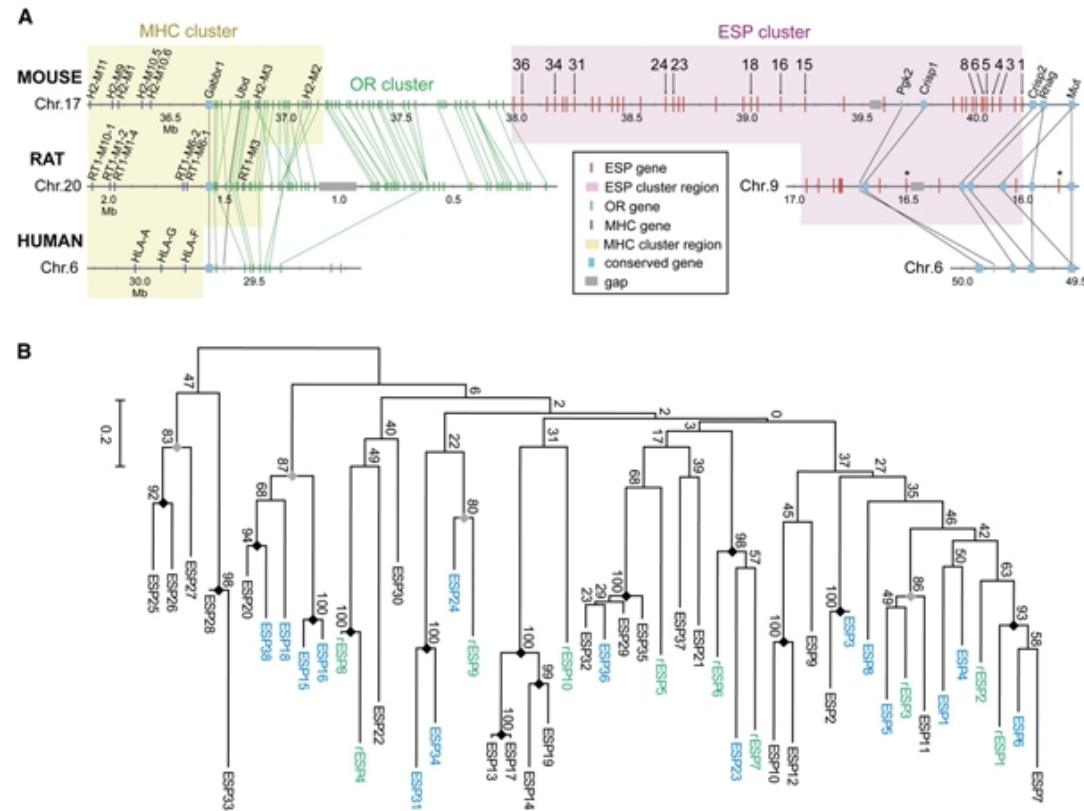 A
MHC cluster
ESP cluster
OR cluster
MOUSE
H2-M11
H2-M9
H2-M1
H2-M10.5
H2-M10.6
Gabbr1
Ubd
H2-M3
H2-M2
36 34 31 24 23 18 16 15
Pgk2
Crisp1
8 6 5 4 3 1
Crisp2
Rhag
Mut
Chr.17
36.5 37.0 37.5 38.0 38.5 39.0 39.5 40.0
Mb
RAT
RT1-M10-1
RT1-M1-2
RT1-M1-4
RT1-M6-2
RT1-M6-1
RT1-M3
Chr.20
2.0 1.5 1.0 0.5
Mb
Chr.9
* *
17.0 16.5 16.0
HUMAN
HLA-A
HLA-G
HLA-F
Chr.6
30.0 29.5
Mb
Chr.6
50.0 49.5
ESP gene
ESP cluster region
OR gene
MHC gene
MHC cluster region
conserved gene
gap
B
0.2
47
83
92
98
6
87
68
94
100
2
40
49
100
2
22
80
100
0
31
100
99
100
3
17
68
100
29
23
39
98
57
37
45
100
27
100
35
46
86
49
42
50
63
93
58
ESP25
ESP26
ESP27
ESP28
ESP33
ESP20
ESP38
ESP18
ESP15
ESP16
rESP8
rESP4
ESP22
ESP30
ESP31
ESP34
ESP24
rESP9
ESP13
ESP17
ESP14
ESP19
rESP10
ESP32
ESP36
ESP29
ESP35
rESP5
ESP37
ESP21
rESP6
ESP23
rESP7
ESP10
ESP12
ESP9
ESP2
ESP3
ESP8
ESP5
rESP3
ESP11
ESP1
ESP4
rESP2
rESP1
ESP6
ESP7